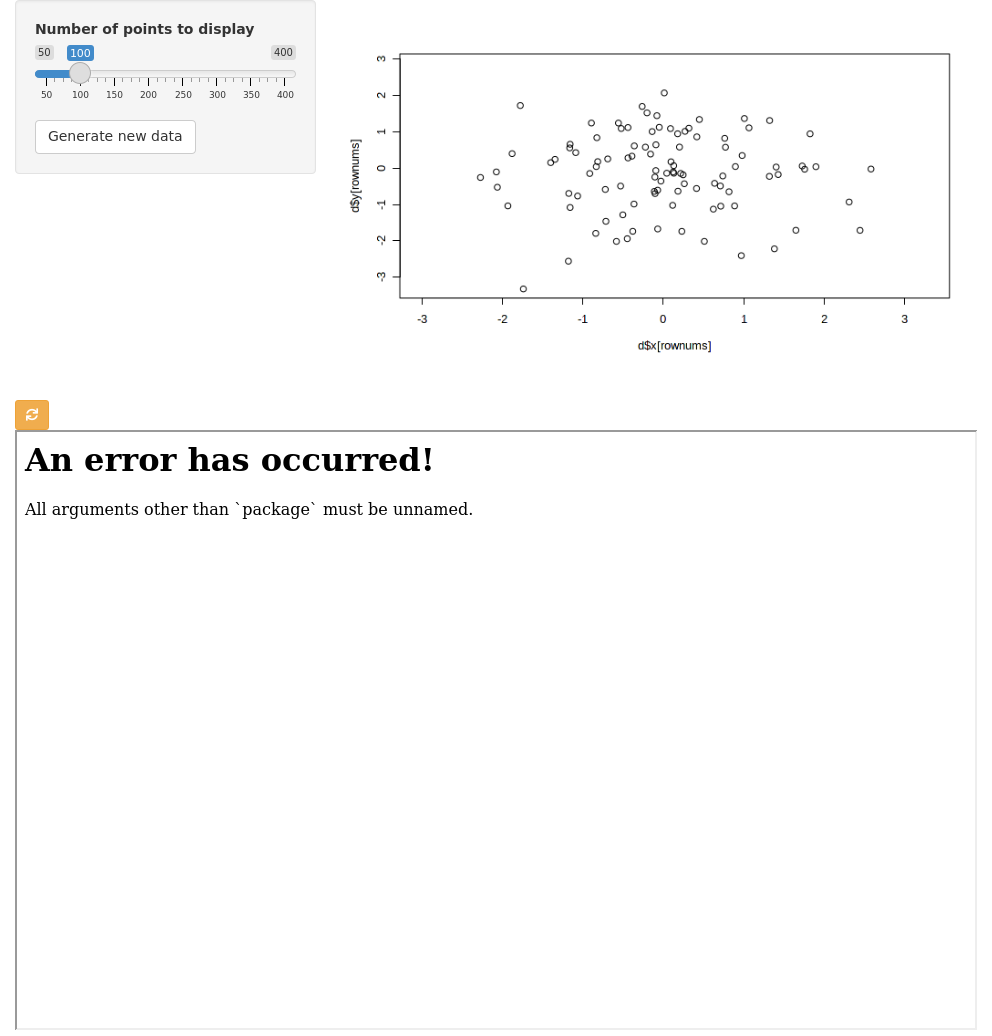 Number of points to display
50 100 400
50 100 150 200 250 300 350 400
Generate new data
3
2
1
0
-1
-2
-3
d$y[rownums]
-3 -2 -1 0 1 2 3
d$x[rownums]
An error has occurred!
All arguments other than `package` must be unnamed.